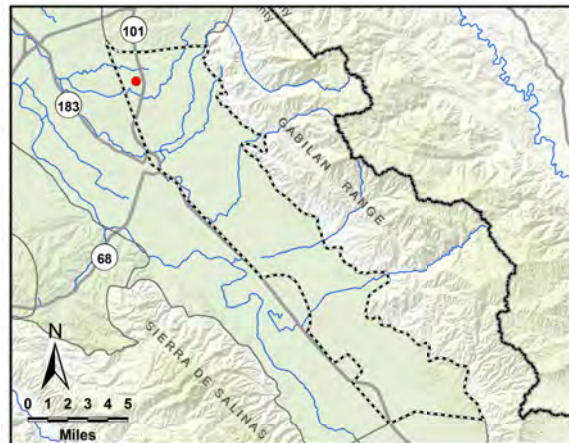 101
183
GABILAN RANGE
68
SIERRA DE SALINAS
N
0 1 2 3 4 5
Miles